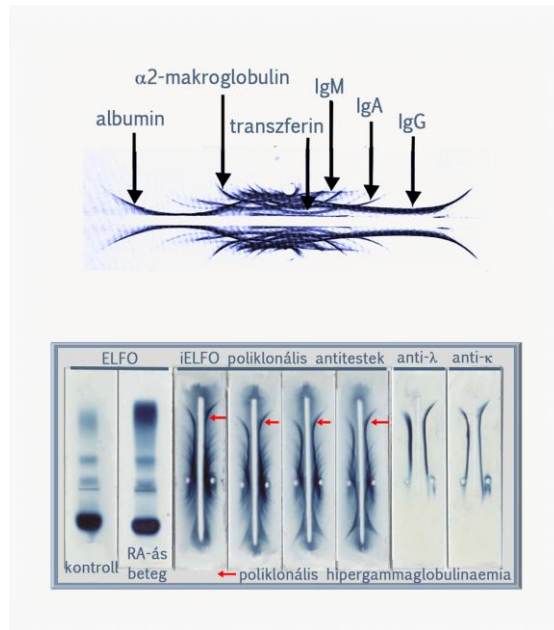 α2-makroglobulin
albumin
transzferin
IgM
IgA
IgG
ELFO
iELFO poliklonális antitestek
anti-λ
anti-κ
kontroll
RA-ás
beteg
poliklonális hipergammaglobulinaemia